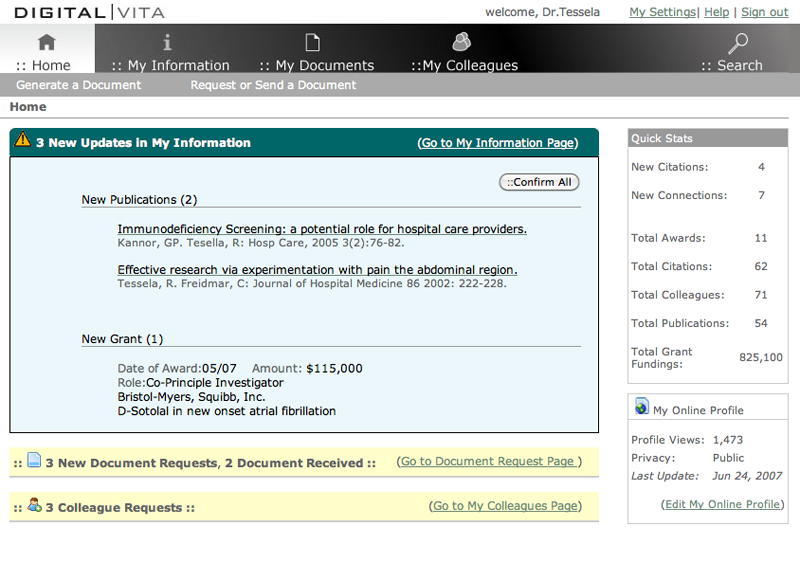 DIGITAL|VITA
welcome, Dr.Tessela
My Settings| Help | Sign out
:: Home
:: My Information
:: My Documents
::My Colleagues
:: Search
Generate a Document
Request or Send a Document
Home
3 New Updates in My Information
(Go to My Information Page)
::Confirm All
New Publications (2)
Immunodeficiency Screening: a potential role for hospital care providers.
Kannor, GP. Tesella, R: Hosp Care, 2005 3(2):76-82.
Effective research via experimentation with pain the abdominal region.
Tessela, R. Freidmar, C: Journal of Hospital Medicine 86 2002: 222-228.
New Grant (1)
Date of Award:05/07 Amount: $115,000
Role:Co-Principle Investigator
Bristol-Myers, Squibb, Inc.
D-Sotolal in new onset atrial fibrillation
:: 3 New Document Requests, 2 Document Received ::
(Go to Document Request Page )
:: 3 Colleague Requests ::
(Go to My Colleagues Page)
Quick Stats
New Citations: 4
New Connections: 7
Total Awards: 11
Total Citations: 62
Total Colleagues: 71
Total Publications: 54
Total Grant
Fundings: 825,100
My Online Profile
Profile Views: 1,473
Privacy: Public
Last Update: Jun 24, 2007
(Edit My Online Profile)